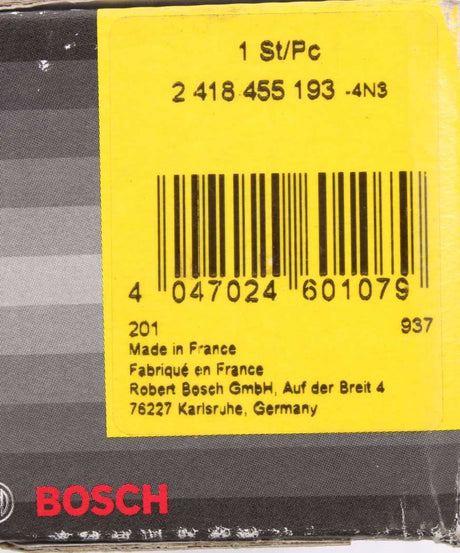 1 St/Pc
2 418 455 193 -4N3
4 047024 601079
201 937
Made in France
Fabriqué en France
Robert Bosch GmbH, Auf der Breit 4
76227 Karlsruhe, Germany
BOSCH